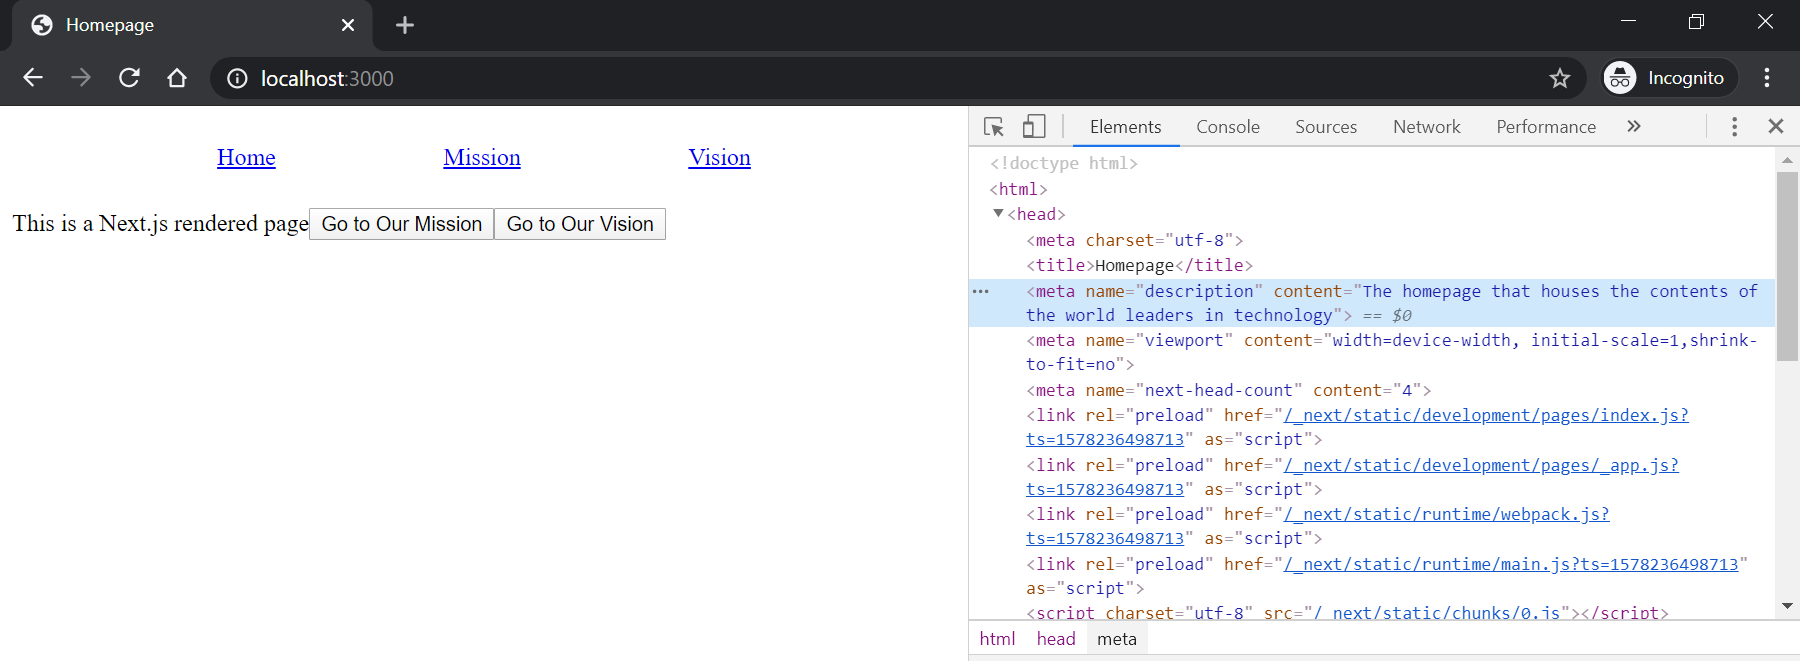 Homepage
localhost:3000
Incognito
Home Mission Vision
This is a Next.js rendered page Go to Our Mission Go to Our Vision
Elements Console Sources Network Performance »
<!doctype html>
<html>
▼<head>
<meta charset="utf-8">
<title>Homepage</title>
<meta name="description" content="The homepage that houses the contents of
the world leaders in technology"> == $0
<meta name="viewport" content="width=device-width, initial-scale=1,shrink-
to-fit=no">
<meta name="next-head-count" content="4">
<link rel="preload" href="/_next/static/development/pages/index.js?
ts=1578236498713" as="script">
<link rel="preload" href="/_next/static/development/pages/_app.js?
ts=1578236498713" as="script">
<link rel="preload" href="/_next/static/runtime/webpack.js?
ts=1578236498713" as="script">
<link rel="preload" href="/_next/static/runtime/main.js?ts=1578236498713"
as="script">
<script charset="utf-8" src="/_next/static/chunks/0.js"></script>
html head meta